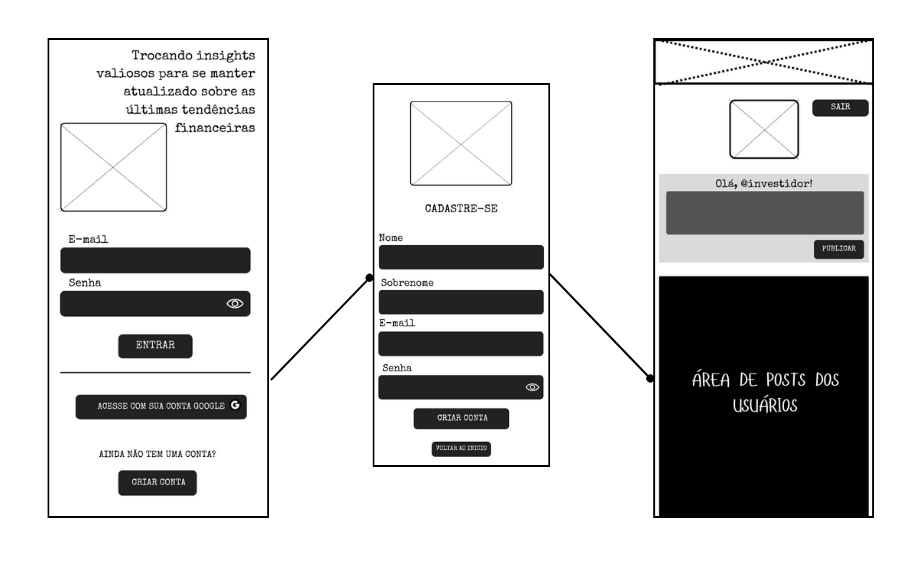 Trocando insights
valiosos para se manter
atualizado sobre as
últimas tendências
financeiras
E-mail
Senha
ENTRAR
ACESSE COM SUA CONTA GOOGLE G
AINDA NÃO TEM UMA CONTA?
CRIAR CONTA
CADASTRE-SE
Nome
Sobrenome
E-mail
Senha
CRIAR CONTA
VOLTAR AO INICIO
SAIR
Olá, @investidor!
PUBLICAR
ÁREA DE POSTS DOS
USUÁRIOS